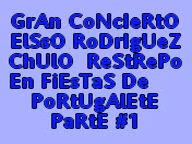 GrAn CoNcIeRtO
ElSsO RoDrIgUeZ
ChUlO ReStRePo
En FiEsTaS De
PoRtUgAlEtE
PaRtE #1